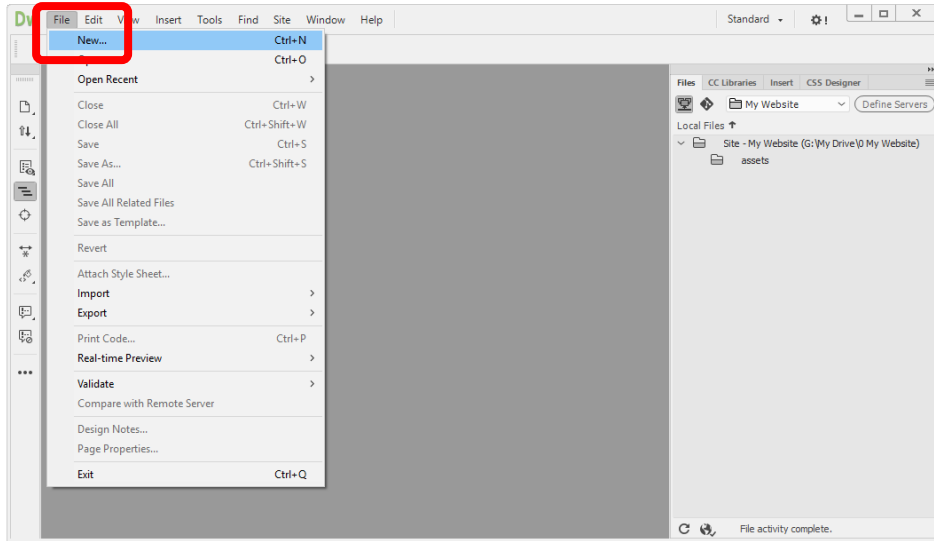 Dw File Edit View Insert Tools Find Site Window Help Standard
New... Ctrl+N
Ctrl+O
Open Recent
Close Ctrl+W
Close All Ctrl+Shift+W
Save Ctrl+S
Save As... Ctrl+Shift+S
Save All
Save All Related Files
Save as Template...
Revert
Attach Style Sheet...
Import
Export
Print Code... Ctrl+P
Real-time Preview
Validate
Compare with Remote Server
Design Notes...
Page Properties...
Exit Ctrl+Q
Files CC Libraries Insert CSS Designer
My Website Define Servers
Local Files
Site - My Website (G:\My Drive\0 My Website)
assets
File activity complete.